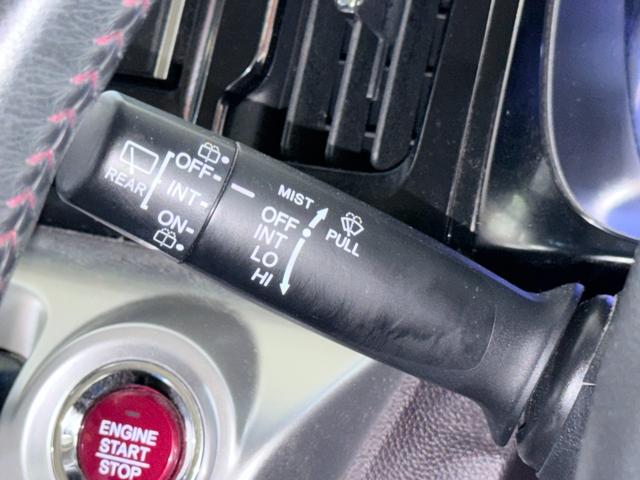 OFF
REAR
INT
ON
MIST
OFF
INT
LO
HI
PULL
ENGINE
START
STOP